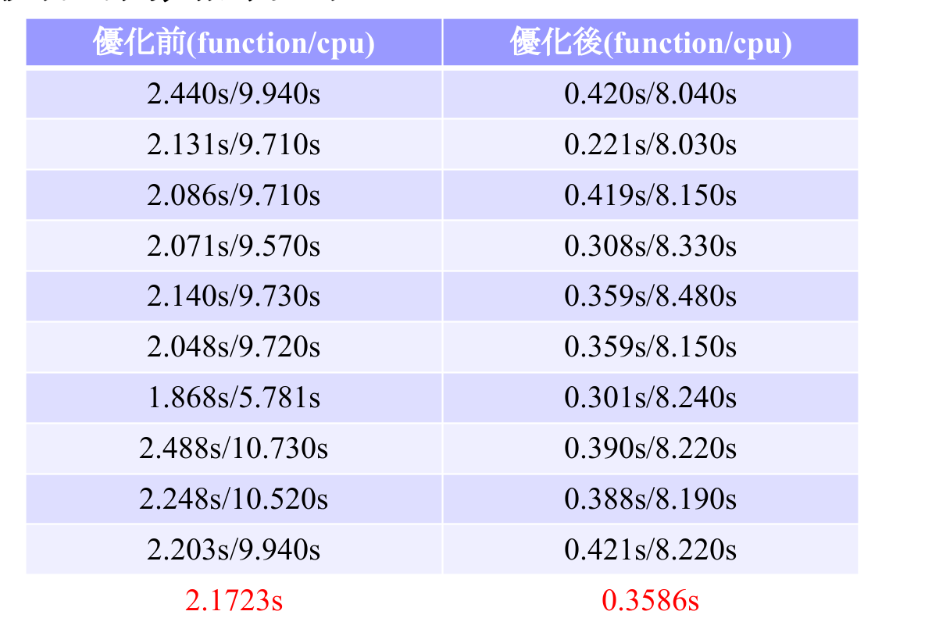 優化前(function/cpu) 優化後(function/cpu)
2.440s/9.940s 0.420s/8.040s
2.131s/9.710s 0.221s/8.030s
2.086s/9.710s 0.419s/8.150s
2.071s/9.570s 0.308s/8.330s
2.140s/9.730s 0.359s/8.480s
2.048s/9.720s 0.359s/8.150s
1.868s/5.781s 0.301s/8.240s
2.488s/10.730s 0.390s/8.220s
2.248s/10.520s 0.388s/8.190s
2.203s/9.940s 0.421s/8.220s
2.1723s 0.3586s